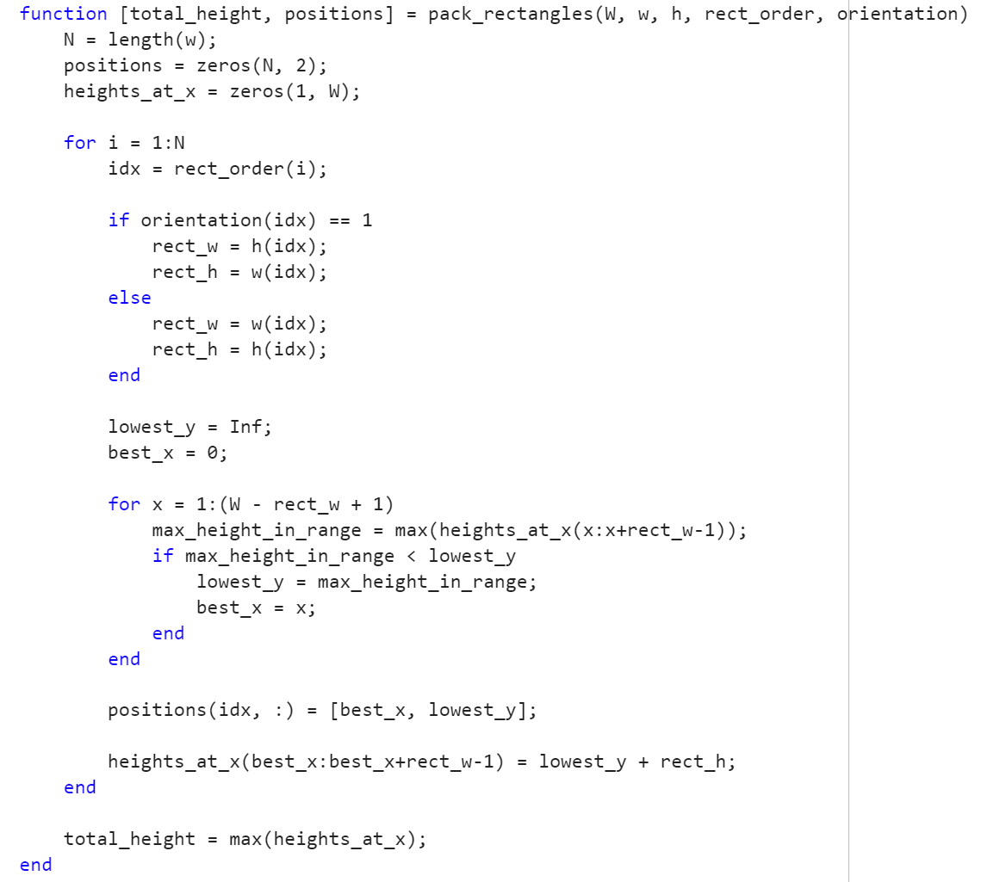 function [total_height, positions] = pack_rectangles(W, w, h, rect_order, orientation)
    N = length(w);
    positions = zeros(N, 2);
    heights_at_x = zeros(1, W);

    for i = 1:N
        idx = rect_order(i);

        if orientation(idx) == 1
            rect_w = h(idx);
            rect_h = w(idx);
        else
            rect_w = w(idx);
            rect_h = h(idx);
        end

        lowest_y = Inf;
        best_x = 0;

        for x = 1:(W - rect_w + 1)
            max_height_in_range = max(heights_at_x(x:x+rect_w-1));
            if max_height_in_range < lowest_y
                lowest_y = max_height_in_range;
                best_x = x;
            end
        end

        positions(idx, :) = [best_x, lowest_y];

        heights_at_x(best_x:best_x+rect_w-1) = lowest_y + rect_h;
    end

    total_height = max(heights_at_x);
end